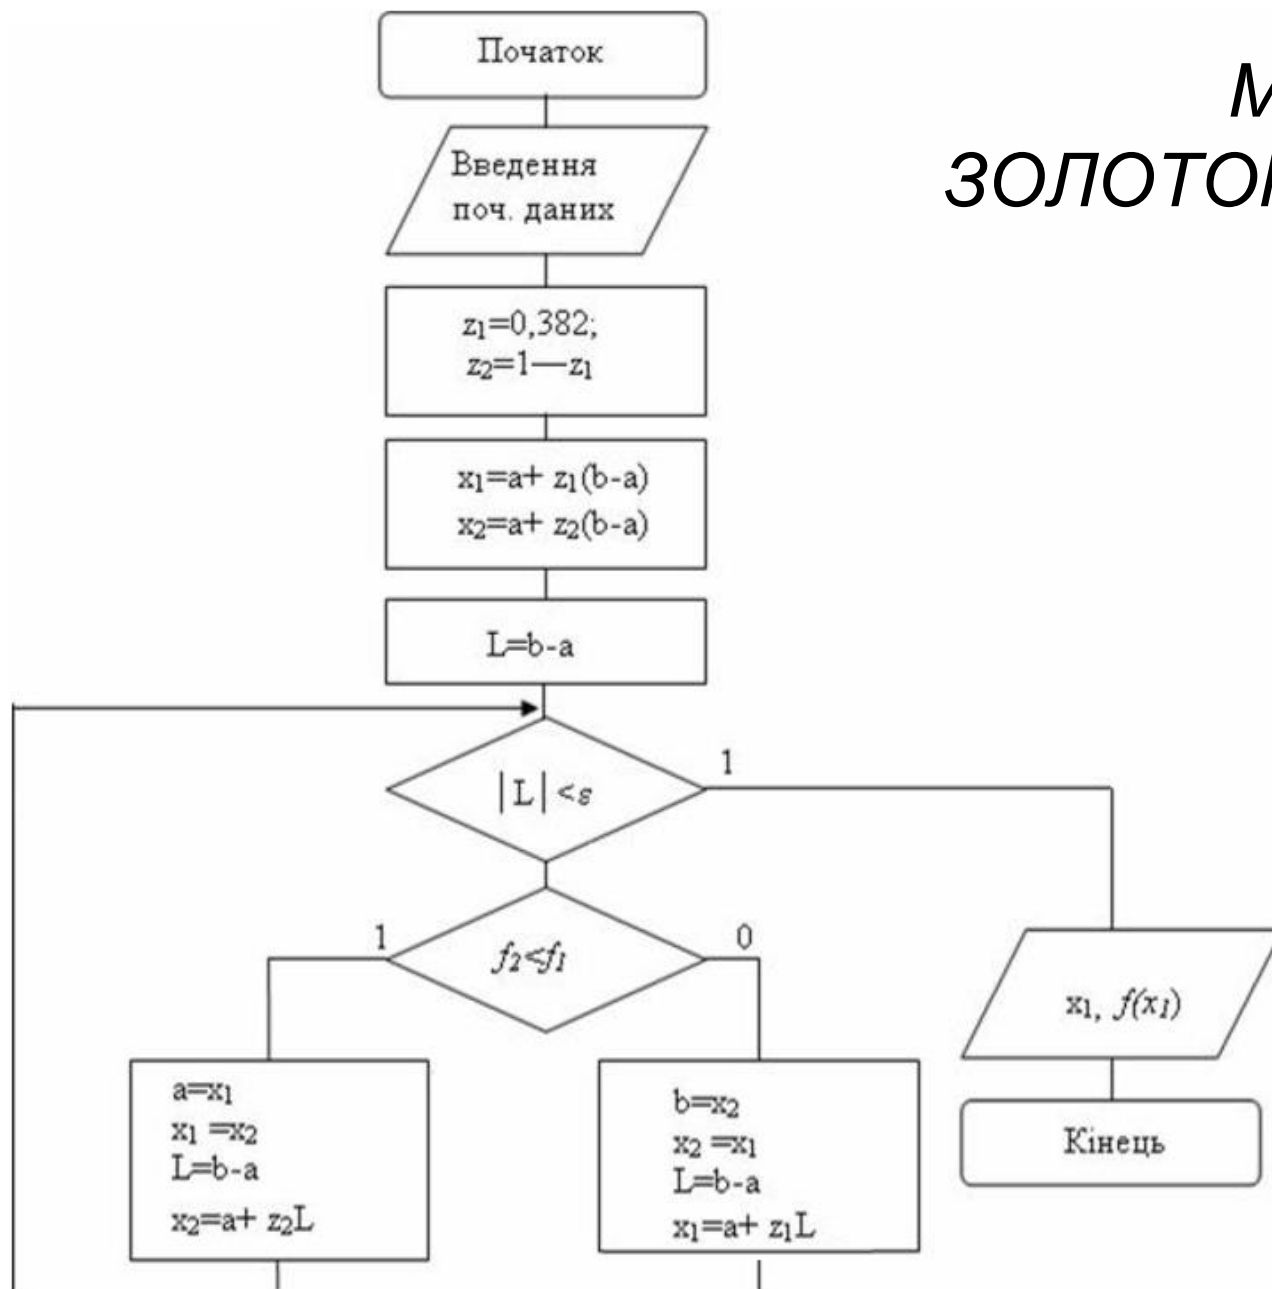 Початок
М
ЗОЛОТО
Введення
поч. даних
z₁=0,382;
z₂=1—z₁
x₁=a+ z₁(b-a)
x₂=a+ z₂(b-a)
L=b-a
|L|<ε
1
f₂<f₁
1
0
x₁, f(x₁)
a=x₁
x₁ =x₂
L=b-a
x₂=a+ z₂L
b=x₂
x₂ =x₁
L=b-a
x₁=a+ z₁L
Кінець